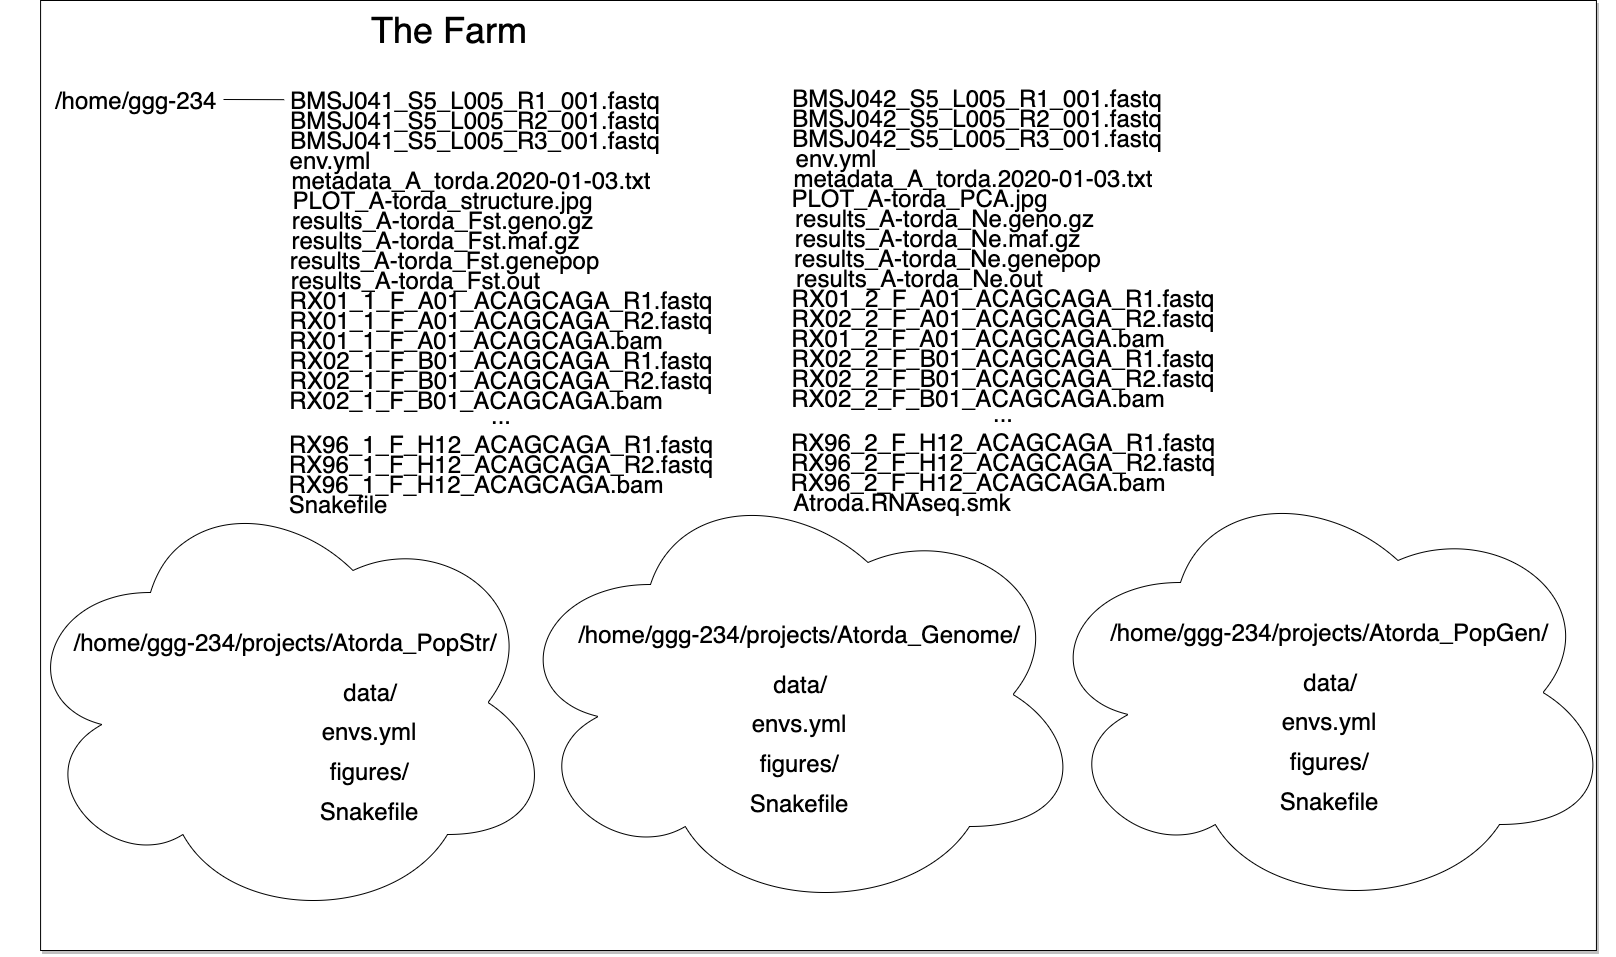 The Farm
/home/ggg-234
BMSJ041_S5_L005_R1_001.fastq
BMSJ041_S5_L005_R2_001.fastq
BMSJ041_S5_L005_R3_001.fastq
env.yml
metadata_A_torda.2020-01-03.txt
PLOT_A-torda_structure.jpg
results_A-torda_Fst.geno.gz
results_A-torda_Fst.maf.gz
results_A-torda_Fst.genepop
results_A-torda_Fst.out
RX01_1_F_A01_ACAGCAGA_R1.fastq
RX01_1_F_A01_ACAGCAGA_R2.fastq
RX01_1_F_A01_ACAGCAGA.bam
RX02_1_F_B01_ACAGCAGA_R1.fastq
RX02_1_F_B01_ACAGCAGA_R2.fastq
RX02_1_F_B01_ACAGCAGA.bam
...
RX96_1_F_H12_ACAGCAGA_R1.fastq
RX96_1_F_H12_ACAGCAGA_R2.fastq
RX96_1_F_H12_ACAGCAGA.bam
Snakefile
BMSJ042_S5_L005_R1_001.fastq
BMSJ042_S5_L005_R2_001.fastq
BMSJ042_S5_L005_R3_001.fastq
env.yml
metadata_A_torda.2020-01-03.txt
PLOT_A-torda_PCA.jpg
results_A-torda_Ne.geno.gz
results_A-torda_Ne.maf.gz
results_A-torda_Ne.genepop
results_A-torda_Ne.out
RX01_2_F_A01_ACAGCAGA_R1.fastq
RX02_2_F_A01_ACAGCAGA_R2.fastq
RX01_2_F_A01_ACAGCAGA.bam
RX02_2_F_B01_ACAGCAGA_R1.fastq
RX02_2_F_B01_ACAGCAGA_R2.fastq
RX02_2_F_B01_ACAGCAGA.bam
...
RX96_2_F_H12_ACAGCAGA_R1.fastq
RX96_2_F_H12_ACAGCAGA_R2.fastq
RX96_2_F_H12_ACAGCAGA.bam
Atroda.RNAseq.smk
/home/ggg-234/projects/Atorda_PopStr/
data/
envs.yml
figures/
Snakefile
/home/ggg-234/projects/Atorda_Genome/
data/
envs.yml
figures/
Snakefile
/home/ggg-234/projects/Atorda_PopGen/
data/
envs.yml
figures/
Snakefile